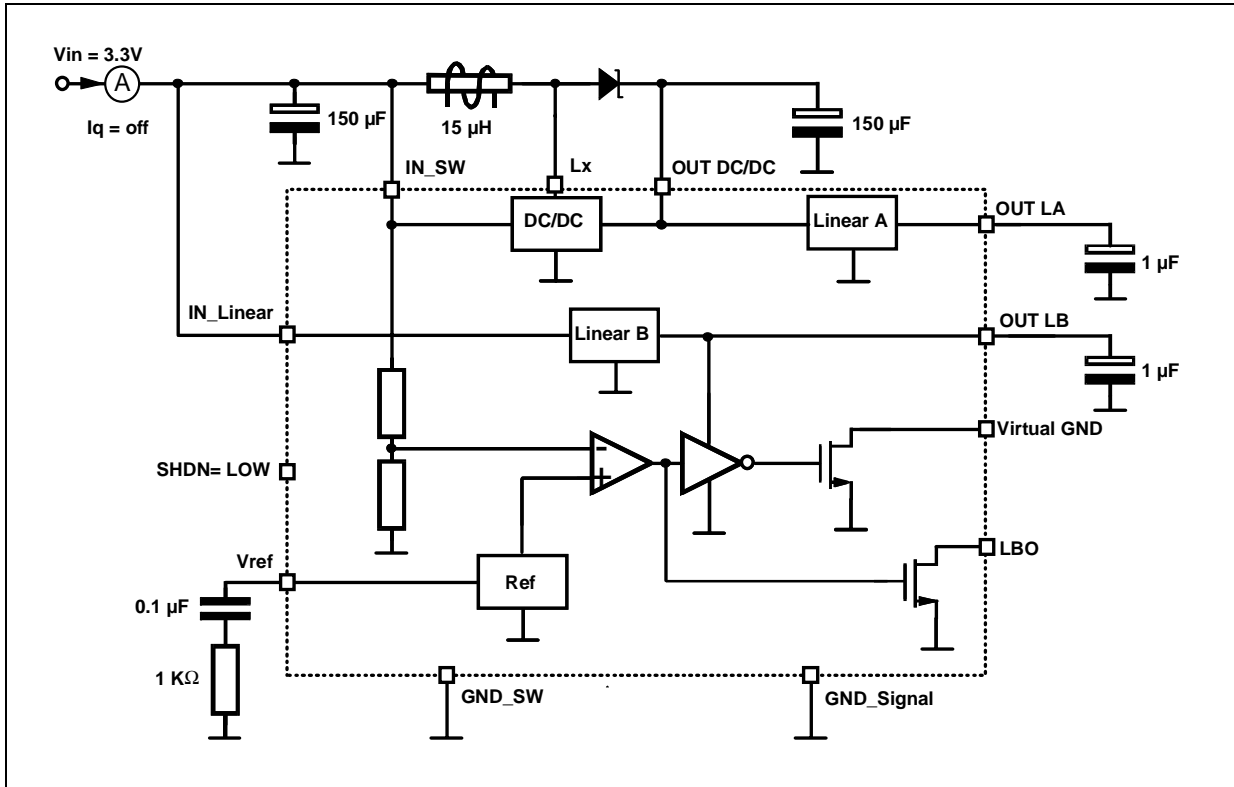 Vin = 3.3V
A
Iq = off
150 µF
15 µH
150 µF
IN_SW
Lx
OUT DC/DC
OUT LA
DC/DC
Linear A
1 µF
IN_Linear
OUT LB
Linear B
1 µF
Virtual GND
-
+
SHDN= LOW
LBO
Vref
Ref
0.1 µF
1 KΩ
GND_SW
GND_Signal